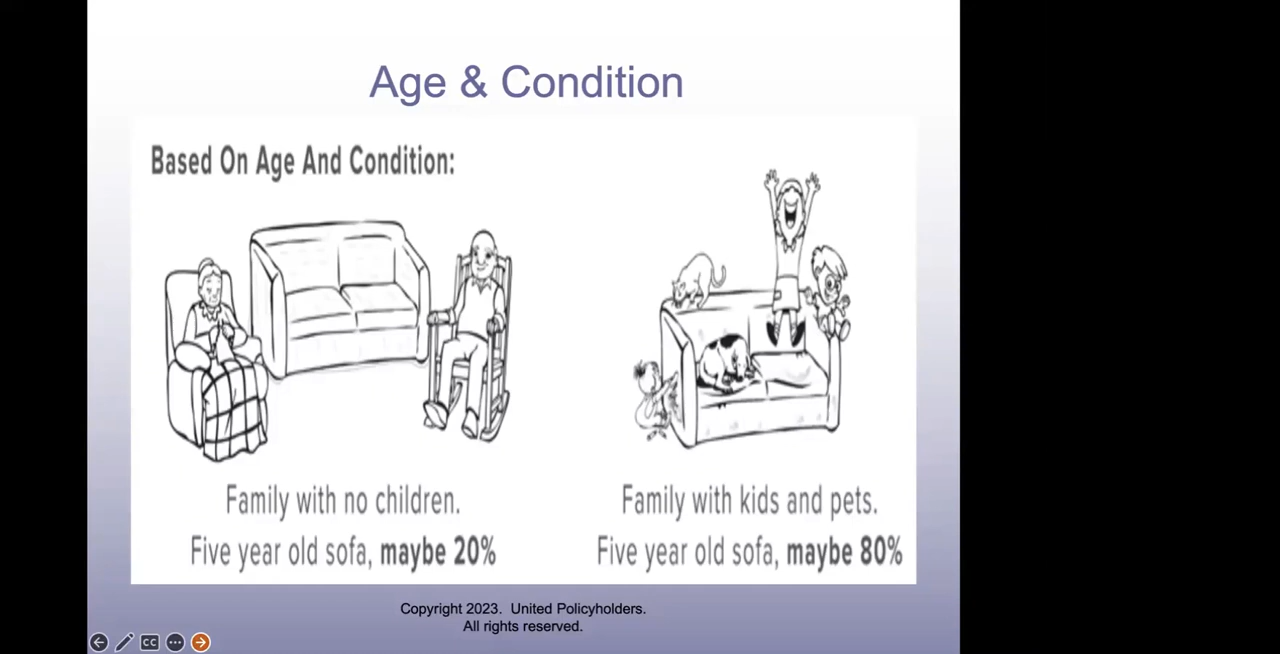 Age & Condition
Based On Age And Condition:
Family with no children.
Five year old sofa, maybe 20%
Family with kids and pets.
Five year old sofa, maybe 80%
Copyright 2023. United Policyholders.
All rights reserved.
CC